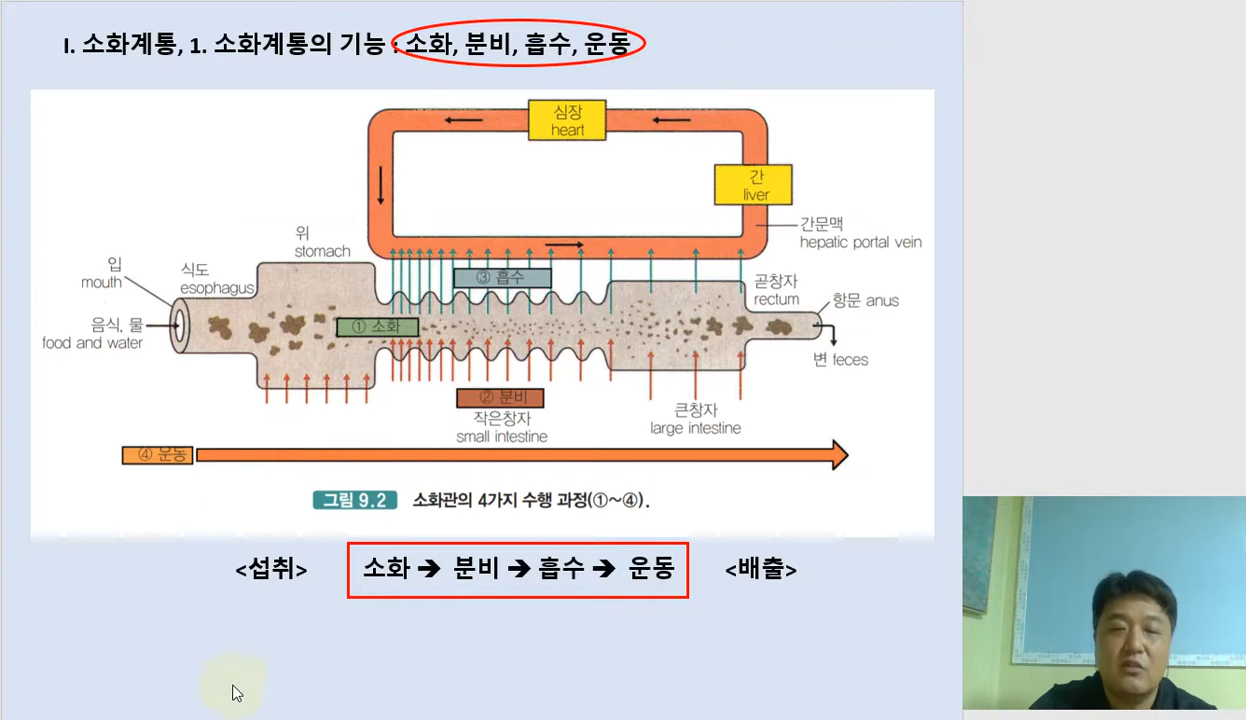 I. 소화계통, 1. 소화계통의 기능 : 소화, 분비, 흡수, 운동
심장
heart
간
liver
간문맥
hepatic portal vein
위
stomach
입
mouth
식도
esophagus
③ 흡수
곧창자
rectum
항문 anus
음식, 물
food and water
① 소화
변 feces
② 분비
작은창자
small intestine
큰창자
large intestine
④ 운동
그림 9.2 소화관의 4가지 수행 과정(①~④).
<섭취> 소화 ➔ 분비 ➔ 흡수 ➔ 운동 <배출>